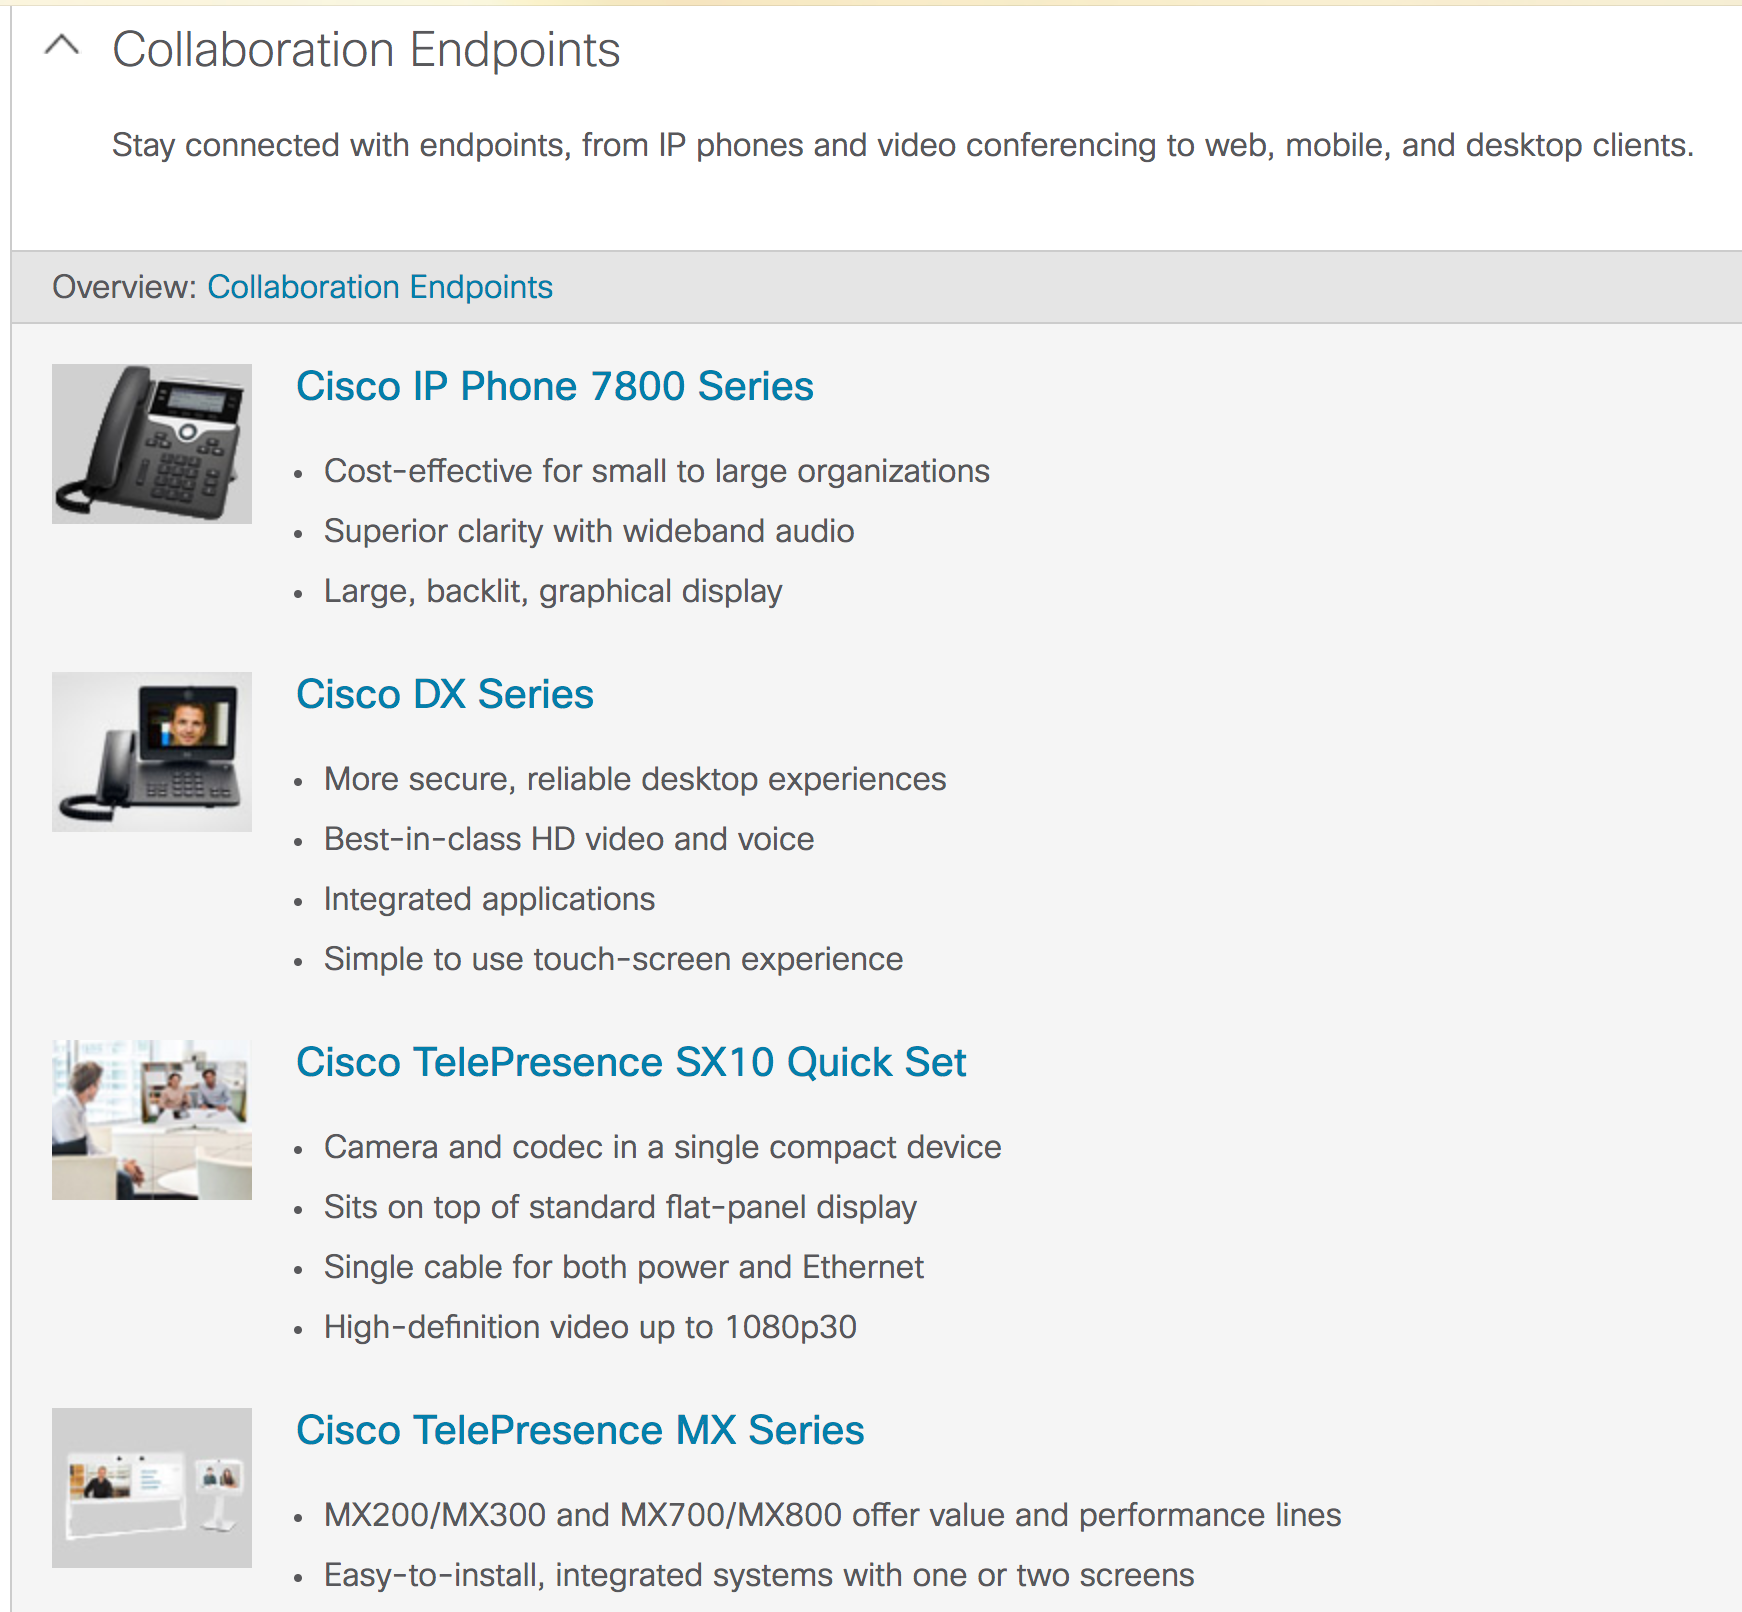 Collaboration Endpoints
Stay connected with endpoints, from IP phones and video conferencing to web, mobile, and desktop clients.
Overview: Collaboration Endpoints
Cisco IP Phone 7800 Series
• Cost-effective for small to large organizations
• Superior clarity with wideband audio
• Large, backlit, graphical display
Cisco DX Series
• More secure, reliable desktop experiences
• Best-in-class HD video and voice
• Integrated applications
• Simple to use touch-screen experience
Cisco TelePresence SX10 Quick Set
• Camera and codec in a single compact device
• Sits on top of standard flat-panel display
• Single cable for both power and Ethernet
• High-definition video up to 1080p30
Cisco TelePresence MX Series
• MX200/MX300 and MX700/MX800 offer value and performance lines
• Easy-to-install, integrated systems with one or two screens